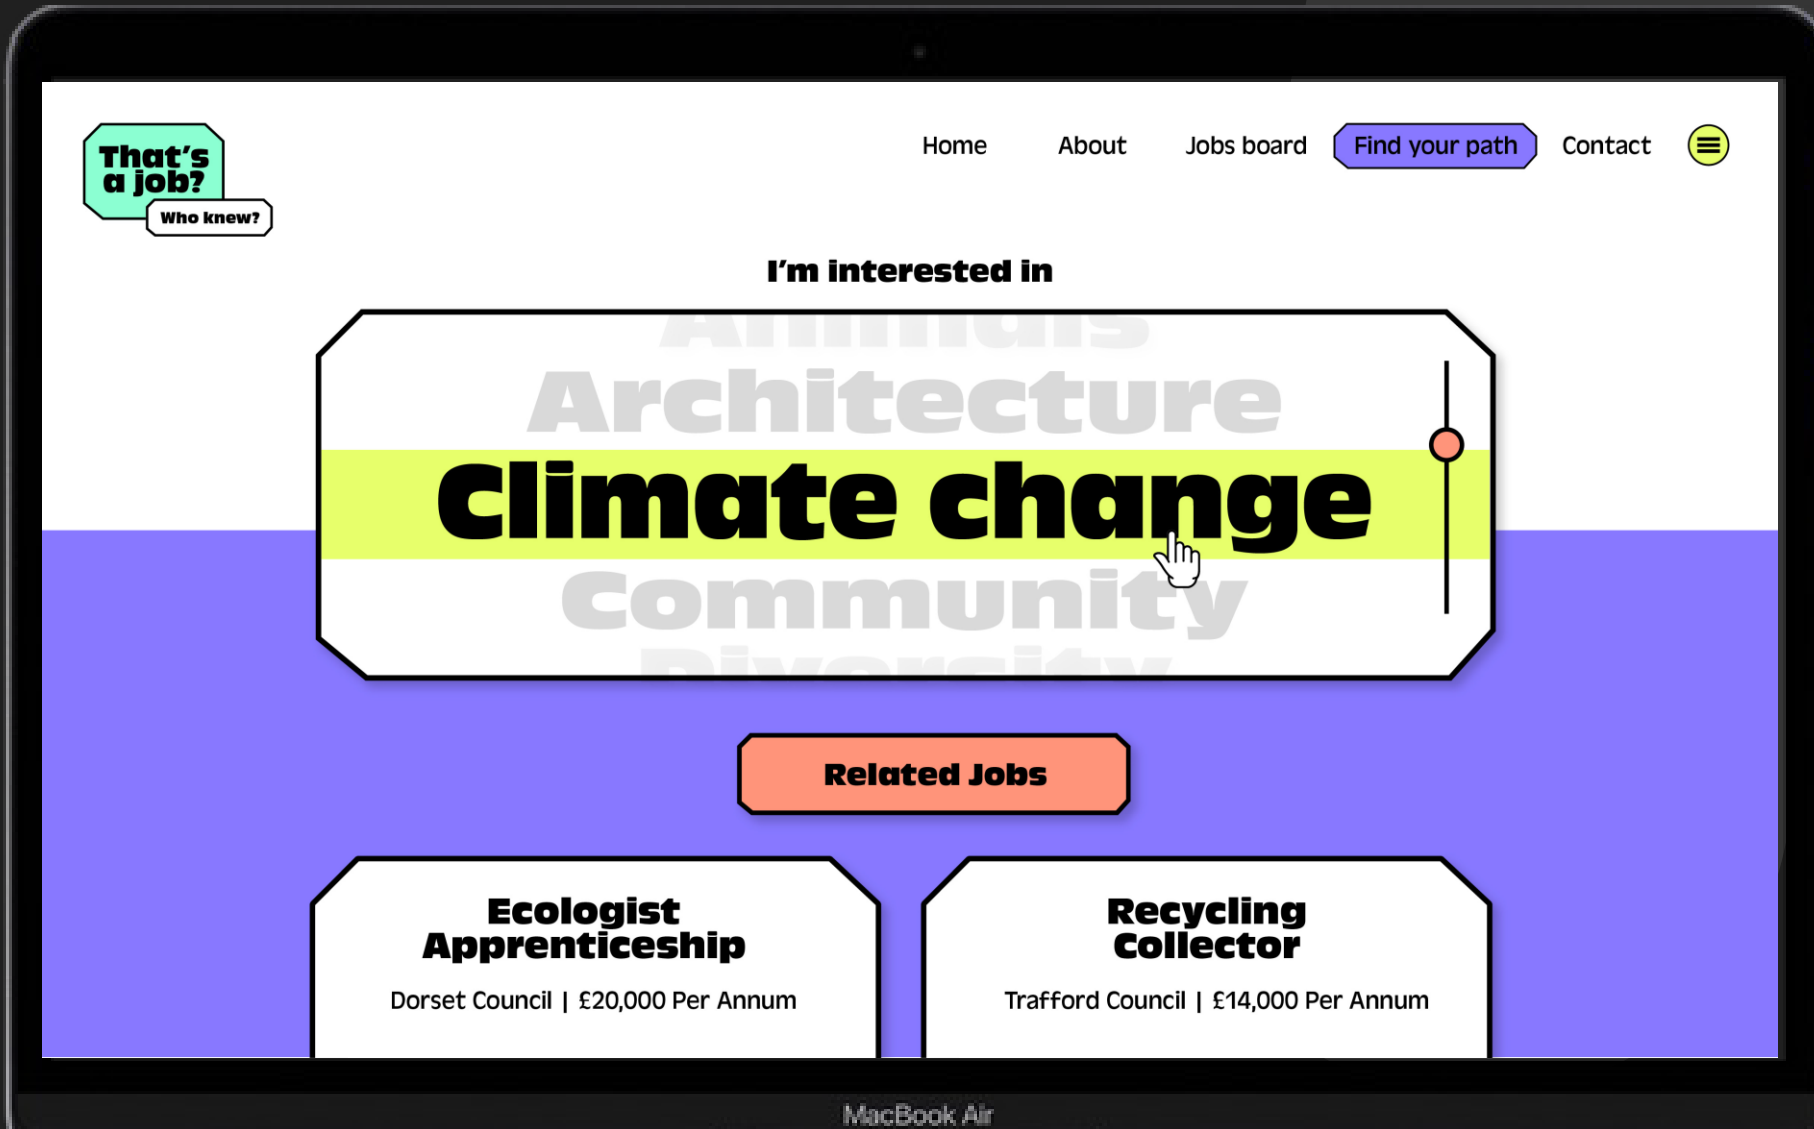 That's
a job?
Who knew?
Home
About
Jobs board
Find your path
Contact
I'm interested in
Animals
Architecture
Climate change
Community
Diversity
Related Jobs
Ecologist
Apprenticeship
Dorset Council | £20,000 Per Annum
Recycling
Collector
Trafford Council | £14,000 Per Annum
MacBook Air